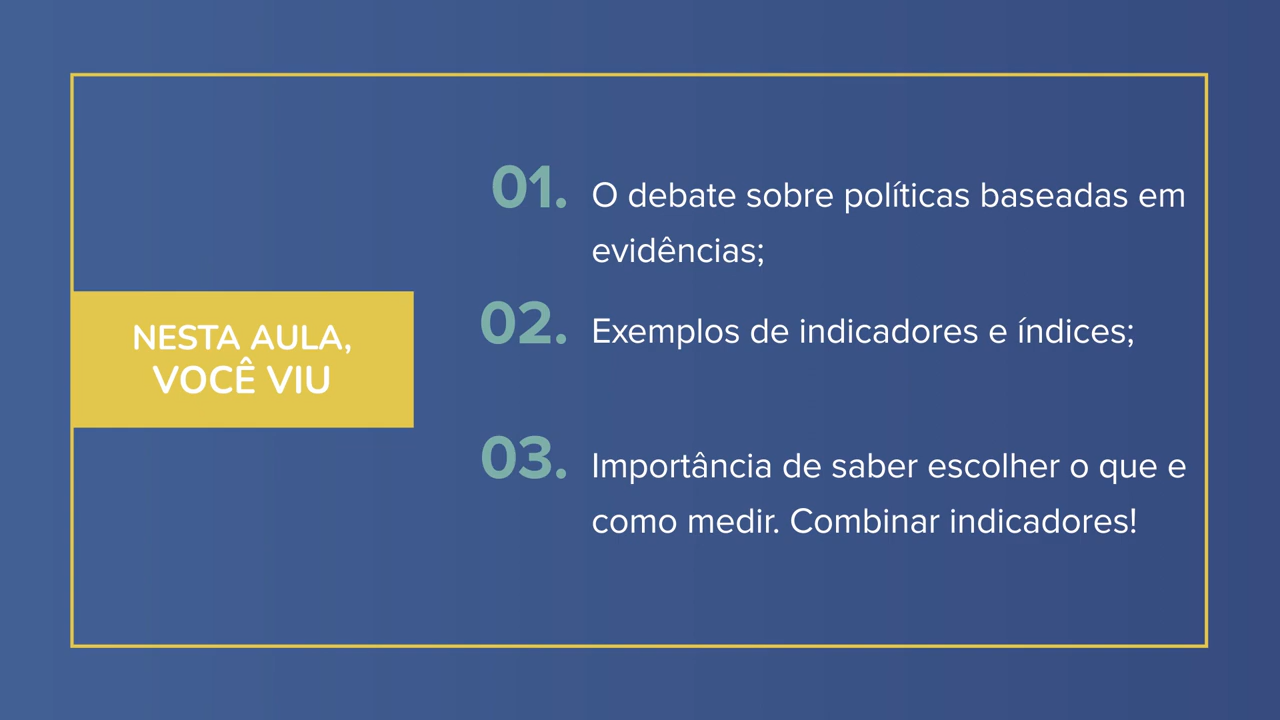 NESTA AULA,
VOCÊ VIU
01. O debate sobre políticas baseadas em
evidências;
02. Exemplos de indicadores e índices;
03. Importância de saber escolher o que e
como medir. Combinar indicadores!